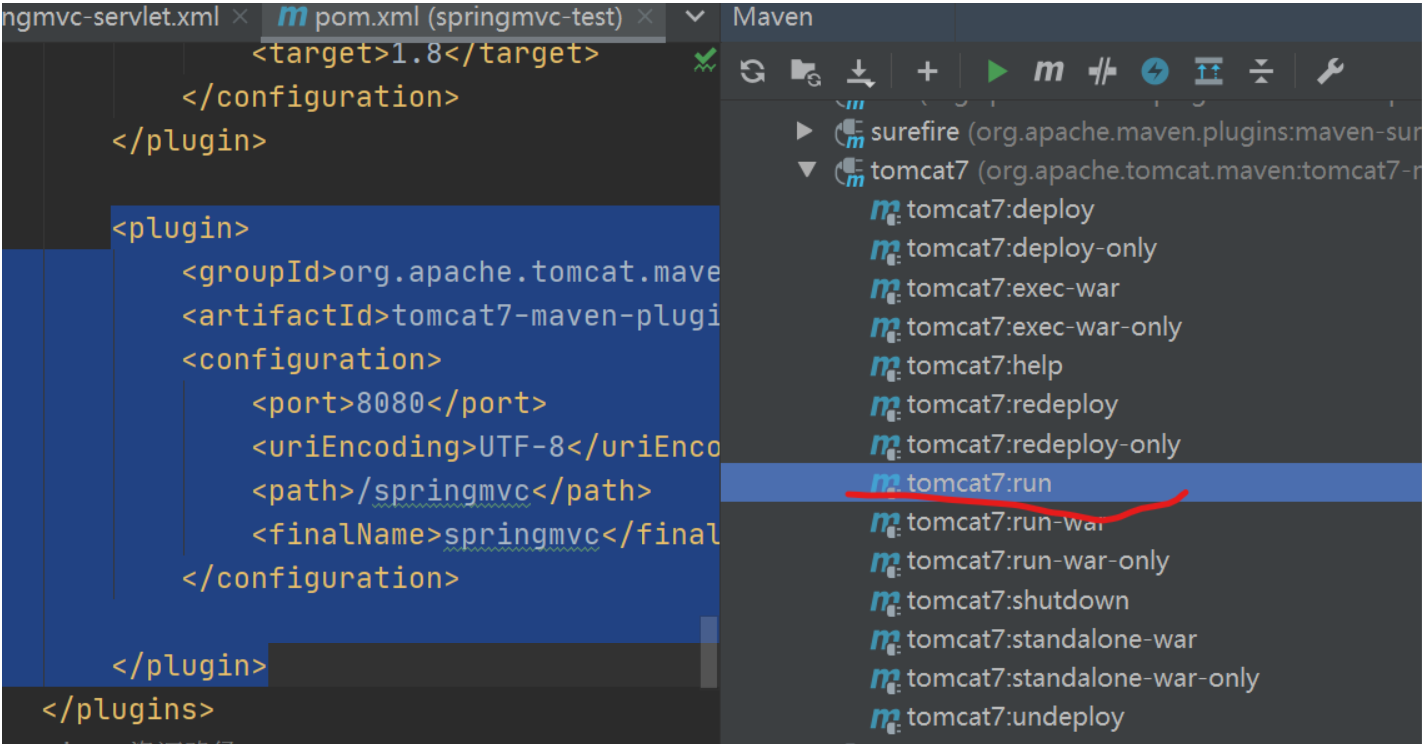 ngmvc-servlet.xml
pom.xml (springmvc-test)
<target>1.8</target>
</configuration>
</plugin>
<plugin>
<groupId>org.apache.tomcat.mave
<artifactId>tomcat7-maven-plugi
<configuration>
<port>8080</port>
<uriEncoding>UTF-8</uriEnco
<path>/springmvc</path>
<finalName>springmvc</final
</configuration>
</plugin>
</plugins>
Maven
surefire (org.apache.maven.plugins:maven-sur
tomcat7 (org.apache.tomcat.maven:tomcat7-r
tomcat7:deploy
tomcat7:deploy-only
tomcat7:exec-war
tomcat7:exec-war-only
tomcat7:help
tomcat7:redeploy
tomcat7:redeploy-only
tomcat7:run
tomcat7:run-war
tomcat7:run-war-only
tomcat7:shutdown
tomcat7:standalone-war
tomcat7:standalone-war-only
tomcat7:undeploy